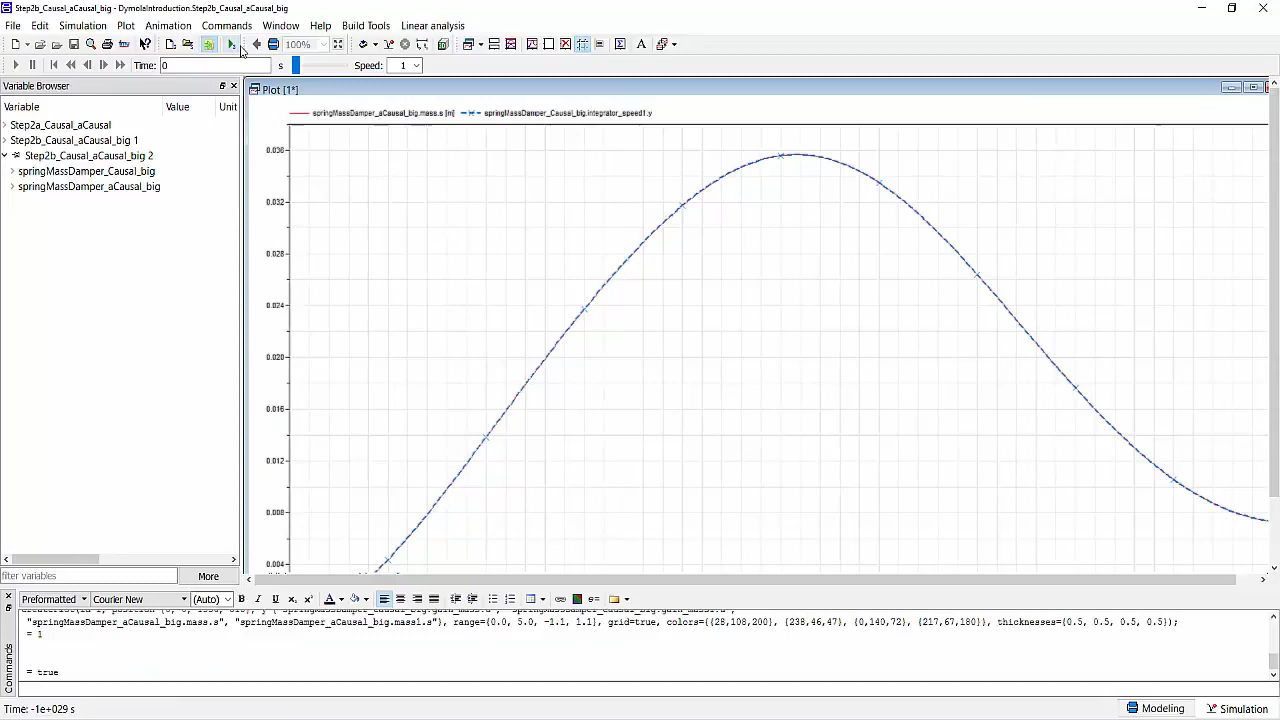 Step2b_Causal_aCausal_big - DymolaIntroduction.Step2b_Causal_aCausal_big
File Edit Simulation Plot Animation Commands Window Help Build Tools Linear analysis
100%
Time: 0 s Speed: 1
Variable Browser
Plot [1*]
Variable Value Unit
springMassDamper_aCausal_big.mass.s [m] springMassDamper_Causal_big.integrator_speed1.y
Step2a_Causal_aCausal
Step2b_Causal_aCausal_big 1
Step2b_Causal_aCausal_big 2
springMassDamper_Causal_big
springMassDamper_aCausal_big
0.036
0.032
0.028
0.024
0.020
0.016
0.012
0.008
0.004
filter variables More
Preformatted Courier New (Auto) B I U
"springMassDamper_aCausal_big.mass.s", "springMassDamper_aCausal_big.mass1.s"}, range={0.0, 5.0, -1.1, 1.1}, grid=true, colors={{28,108,200}, {238,46,47}, {0,140,72}, {217,67,180}}, thicknesses={0.5, 0.5, 0.5, 0.5});
= 1
= true
Commands
Time: -1e+029 s
Modeling Simulation